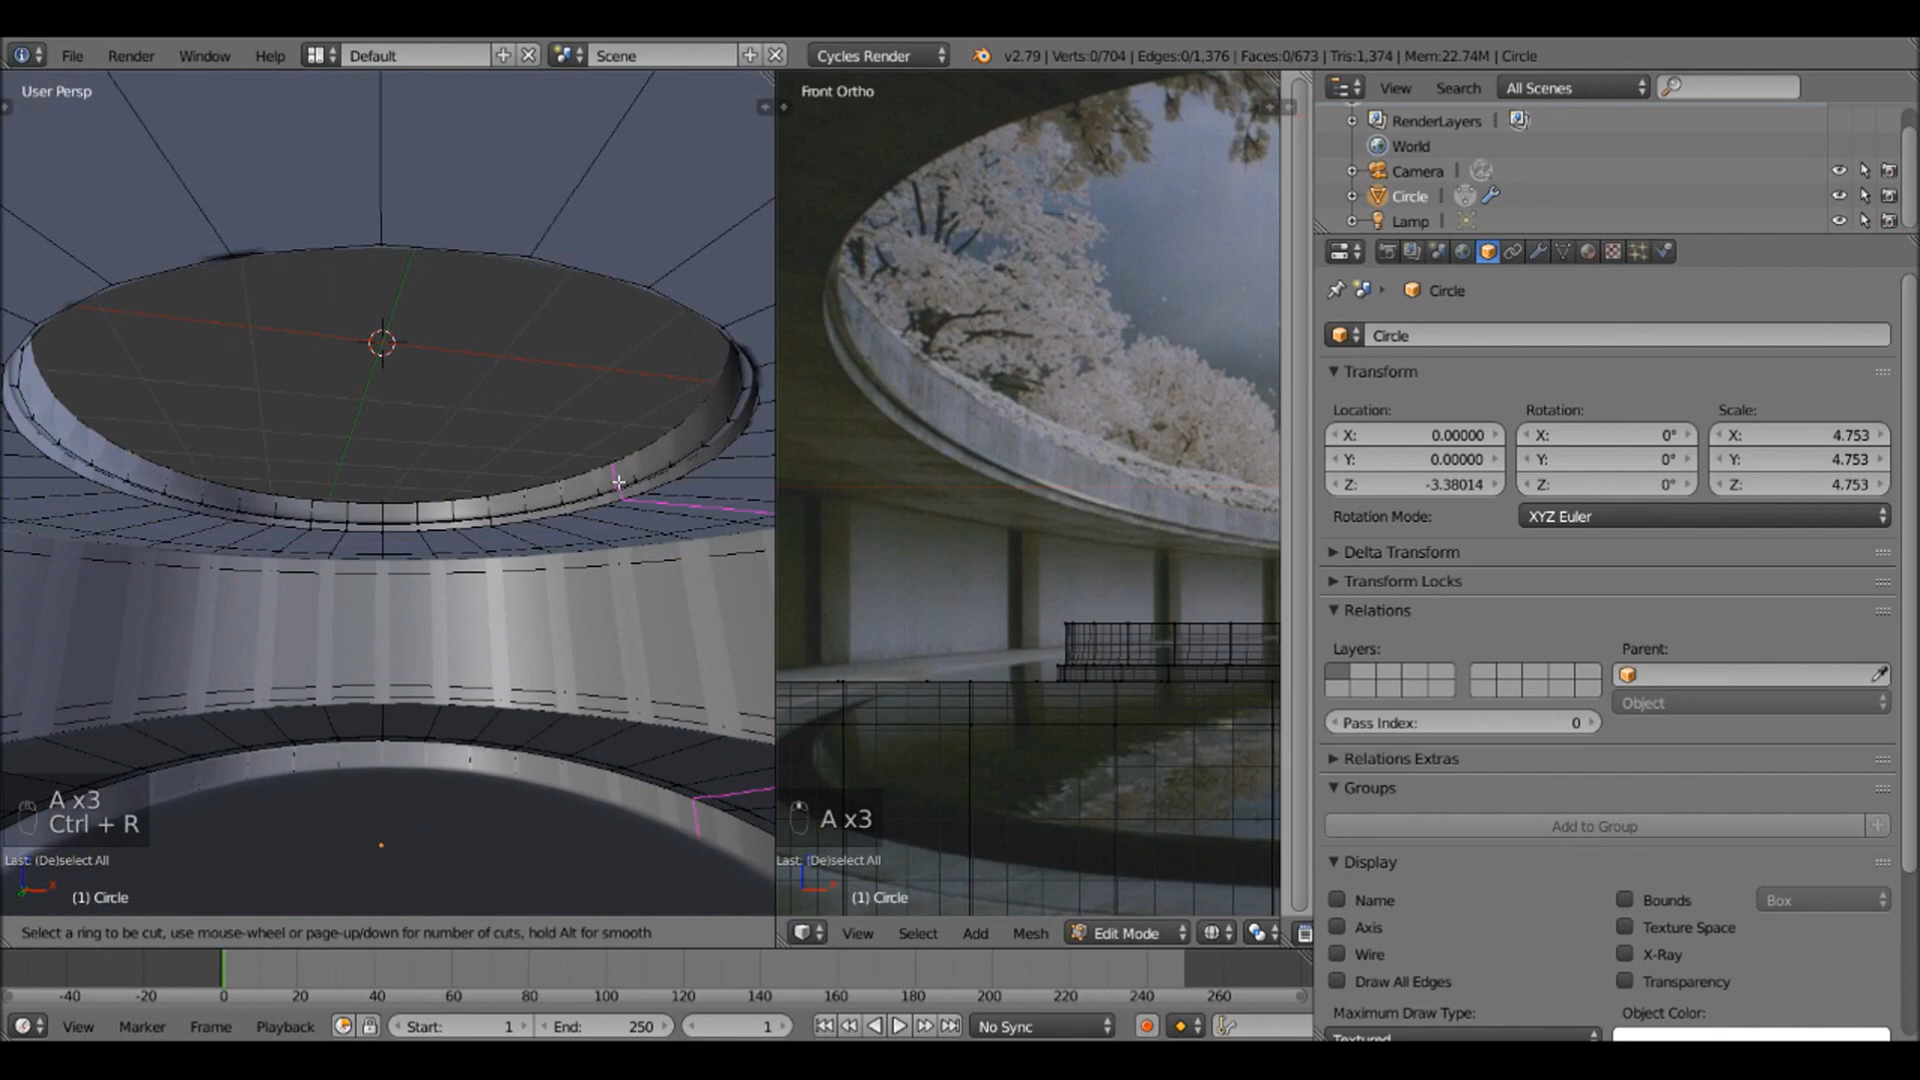 File Render Window Help Default Scene Cycles Render v2.79 | Verts:0/704 | Edges:0/1,376 | Faces:0/673 | Tris:1,374 | Mem:22.74M | Circle
User Persp
Front Ortho
View Search All Scenes
RenderLayers
World
Camera
Circle
Lamp
Circle
Circle
Transform
Location: Rotation: Scale:
X: 0.00000 X: 0° X: 4.753
Y: 0.00000 Y: 0° Y: 4.753
Z: -3.38014 Z: 0° Z: 4.753
Rotation Mode: XYZ Euler
Delta Transform
Transform Locks
Relations
Layers: Parent:
Object
Pass Index: 0
Relations Extras
Groups
Add to Group
Display
Name Bounds Box
Axis Texture Space
Wire X-Ray
Draw All Edges Transparency
Maximum Draw Type: Object Color:
Textured
A x3
Ctrl + R
Last: (De)select All
(1) Circle
A x3
Last: (De)select All
(1) Circle
Select a ring to be cut, use mouse-wheel or page-up/down for number of cuts, hold Alt for smooth
View Select Add Mesh Edit Mode
-40 -20 0 20 40 60 80 100 120 140 160 180 200 220 240 260
View Marker Frame Playback Start: 1 End: 250 1 No Sync